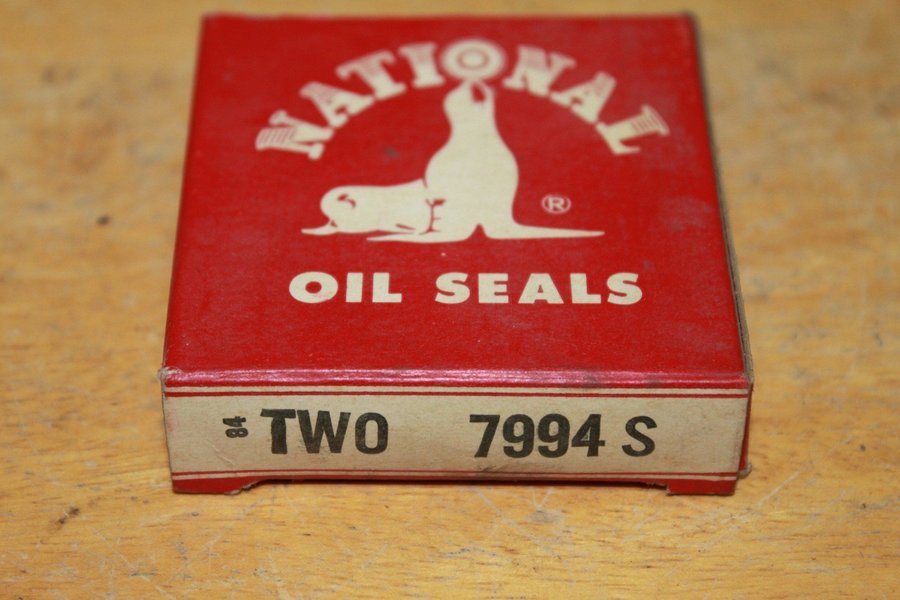 NATIONAL
®
OIL SEALS
84 TWO 7994 S